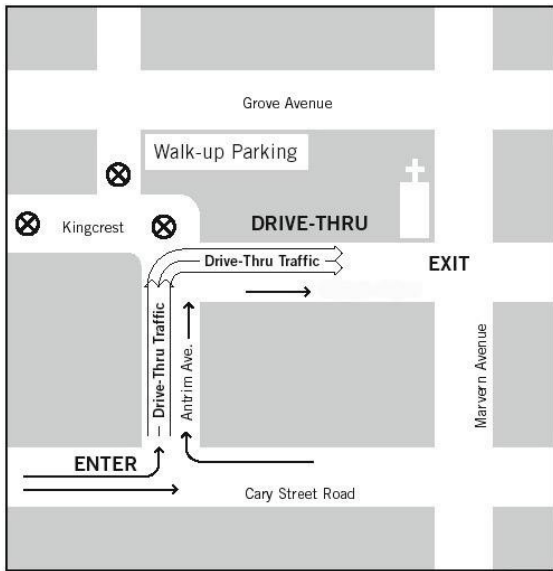 Grove Avenue
Walk-up Parking
Kingcrest
DRIVE-THRU
Drive-Thru Traffic
EXIT
Drive-Thru Traffic
Antrim Ave.
Marvern Avenue
ENTER
Cary Street Road